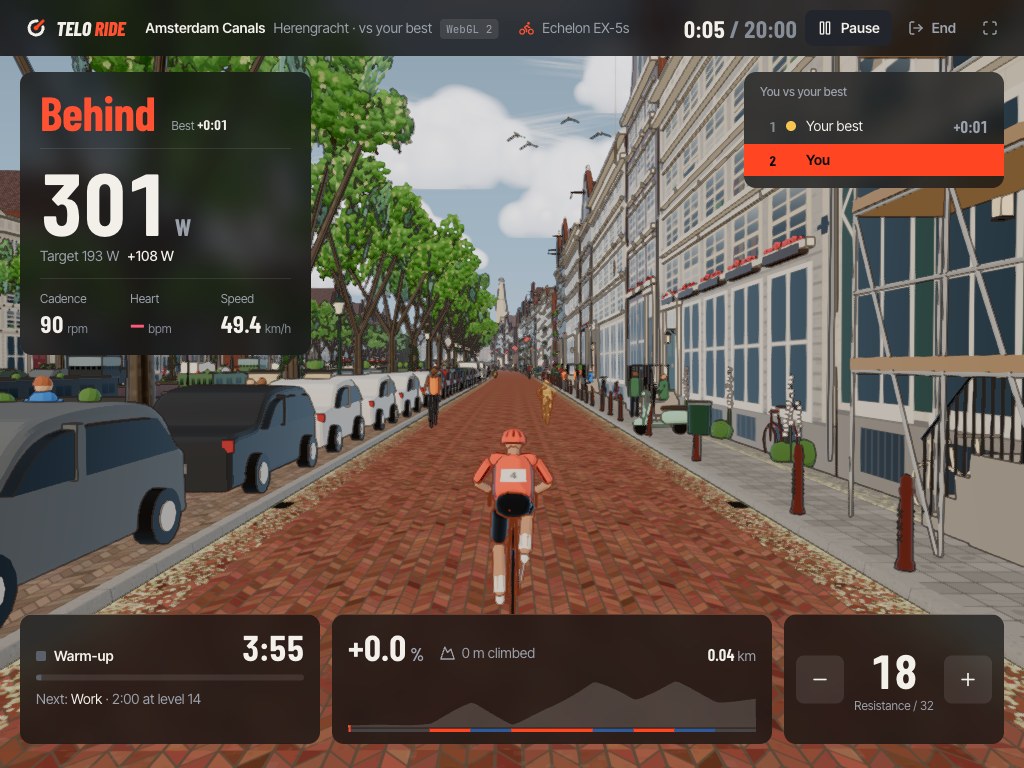 TELO RIDE
Amsterdam Canals Herengracht · vs your best WebGL 2
Echelon EX-5s
0:05 / 20:00
Pause
End
Behind Best +0:01
301 W
Target 193 W +108 W
Cadence Heart Speed
90 rpm – bpm 49.4 km/h
You vs your best
1 Your best +0:01
2 You
4
Warm-up 3:55
Next: Work · 2:00 at level 14
+0.0 % 0 m climbed 0.04 km
− 18 +
Resistance / 32